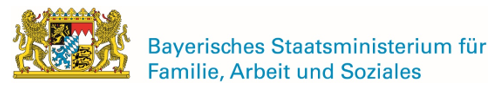 Bayerisches Staatsministerium für
Familie, Arbeit und Soziales